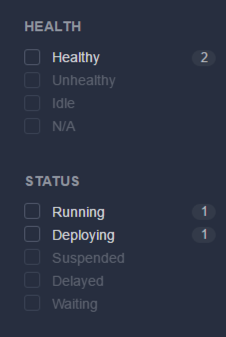 HEALTH
Healthy 2
Unhealthy
Idle
N/A
STATUS
Running 1
Deploying 1
Suspended
Delayed
Waiting